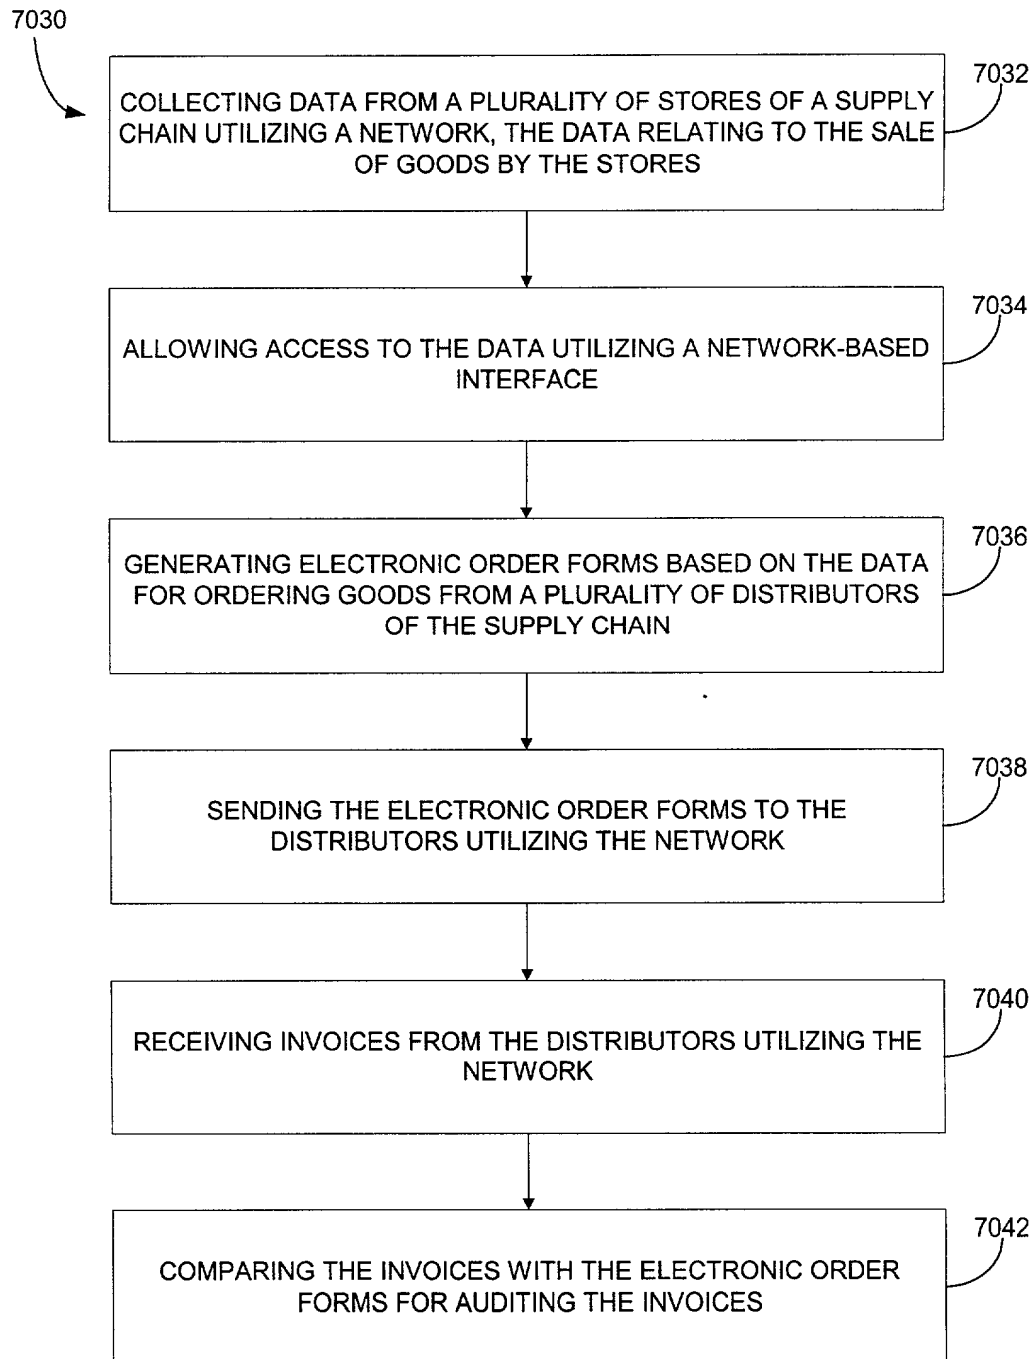 7030
7032
COLLECTING DATA FROM A PLURALITY OF STORES OF A SUPPLY
CHAIN UTILIZING A NETWORK, THE DATA RELATING TO THE SALE
OF GOODS BY THE STORES
7034
ALLOWING ACCESS TO THE DATA UTILIZING A NETWORK-BASED
INTERFACE
7036
GENERATING ELECTRONIC ORDER FORMS BASED ON THE DATA
FOR ORDERING GOODS FROM A PLURALITY OF DISTRIBUTORS
OF THE SUPPLY CHAIN
7038
SENDING THE ELECTRONIC ORDER FORMS TO THE
DISTRIBUTORS UTILIZING THE NETWORK
7040
RECEIVING INVOICES FROM THE DISTRIBUTORS UTILIZING THE
NETWORK
7042
COMPARING THE INVOICES WITH THE ELECTRONIC ORDER
FORMS FOR AUDITING THE INVOICES